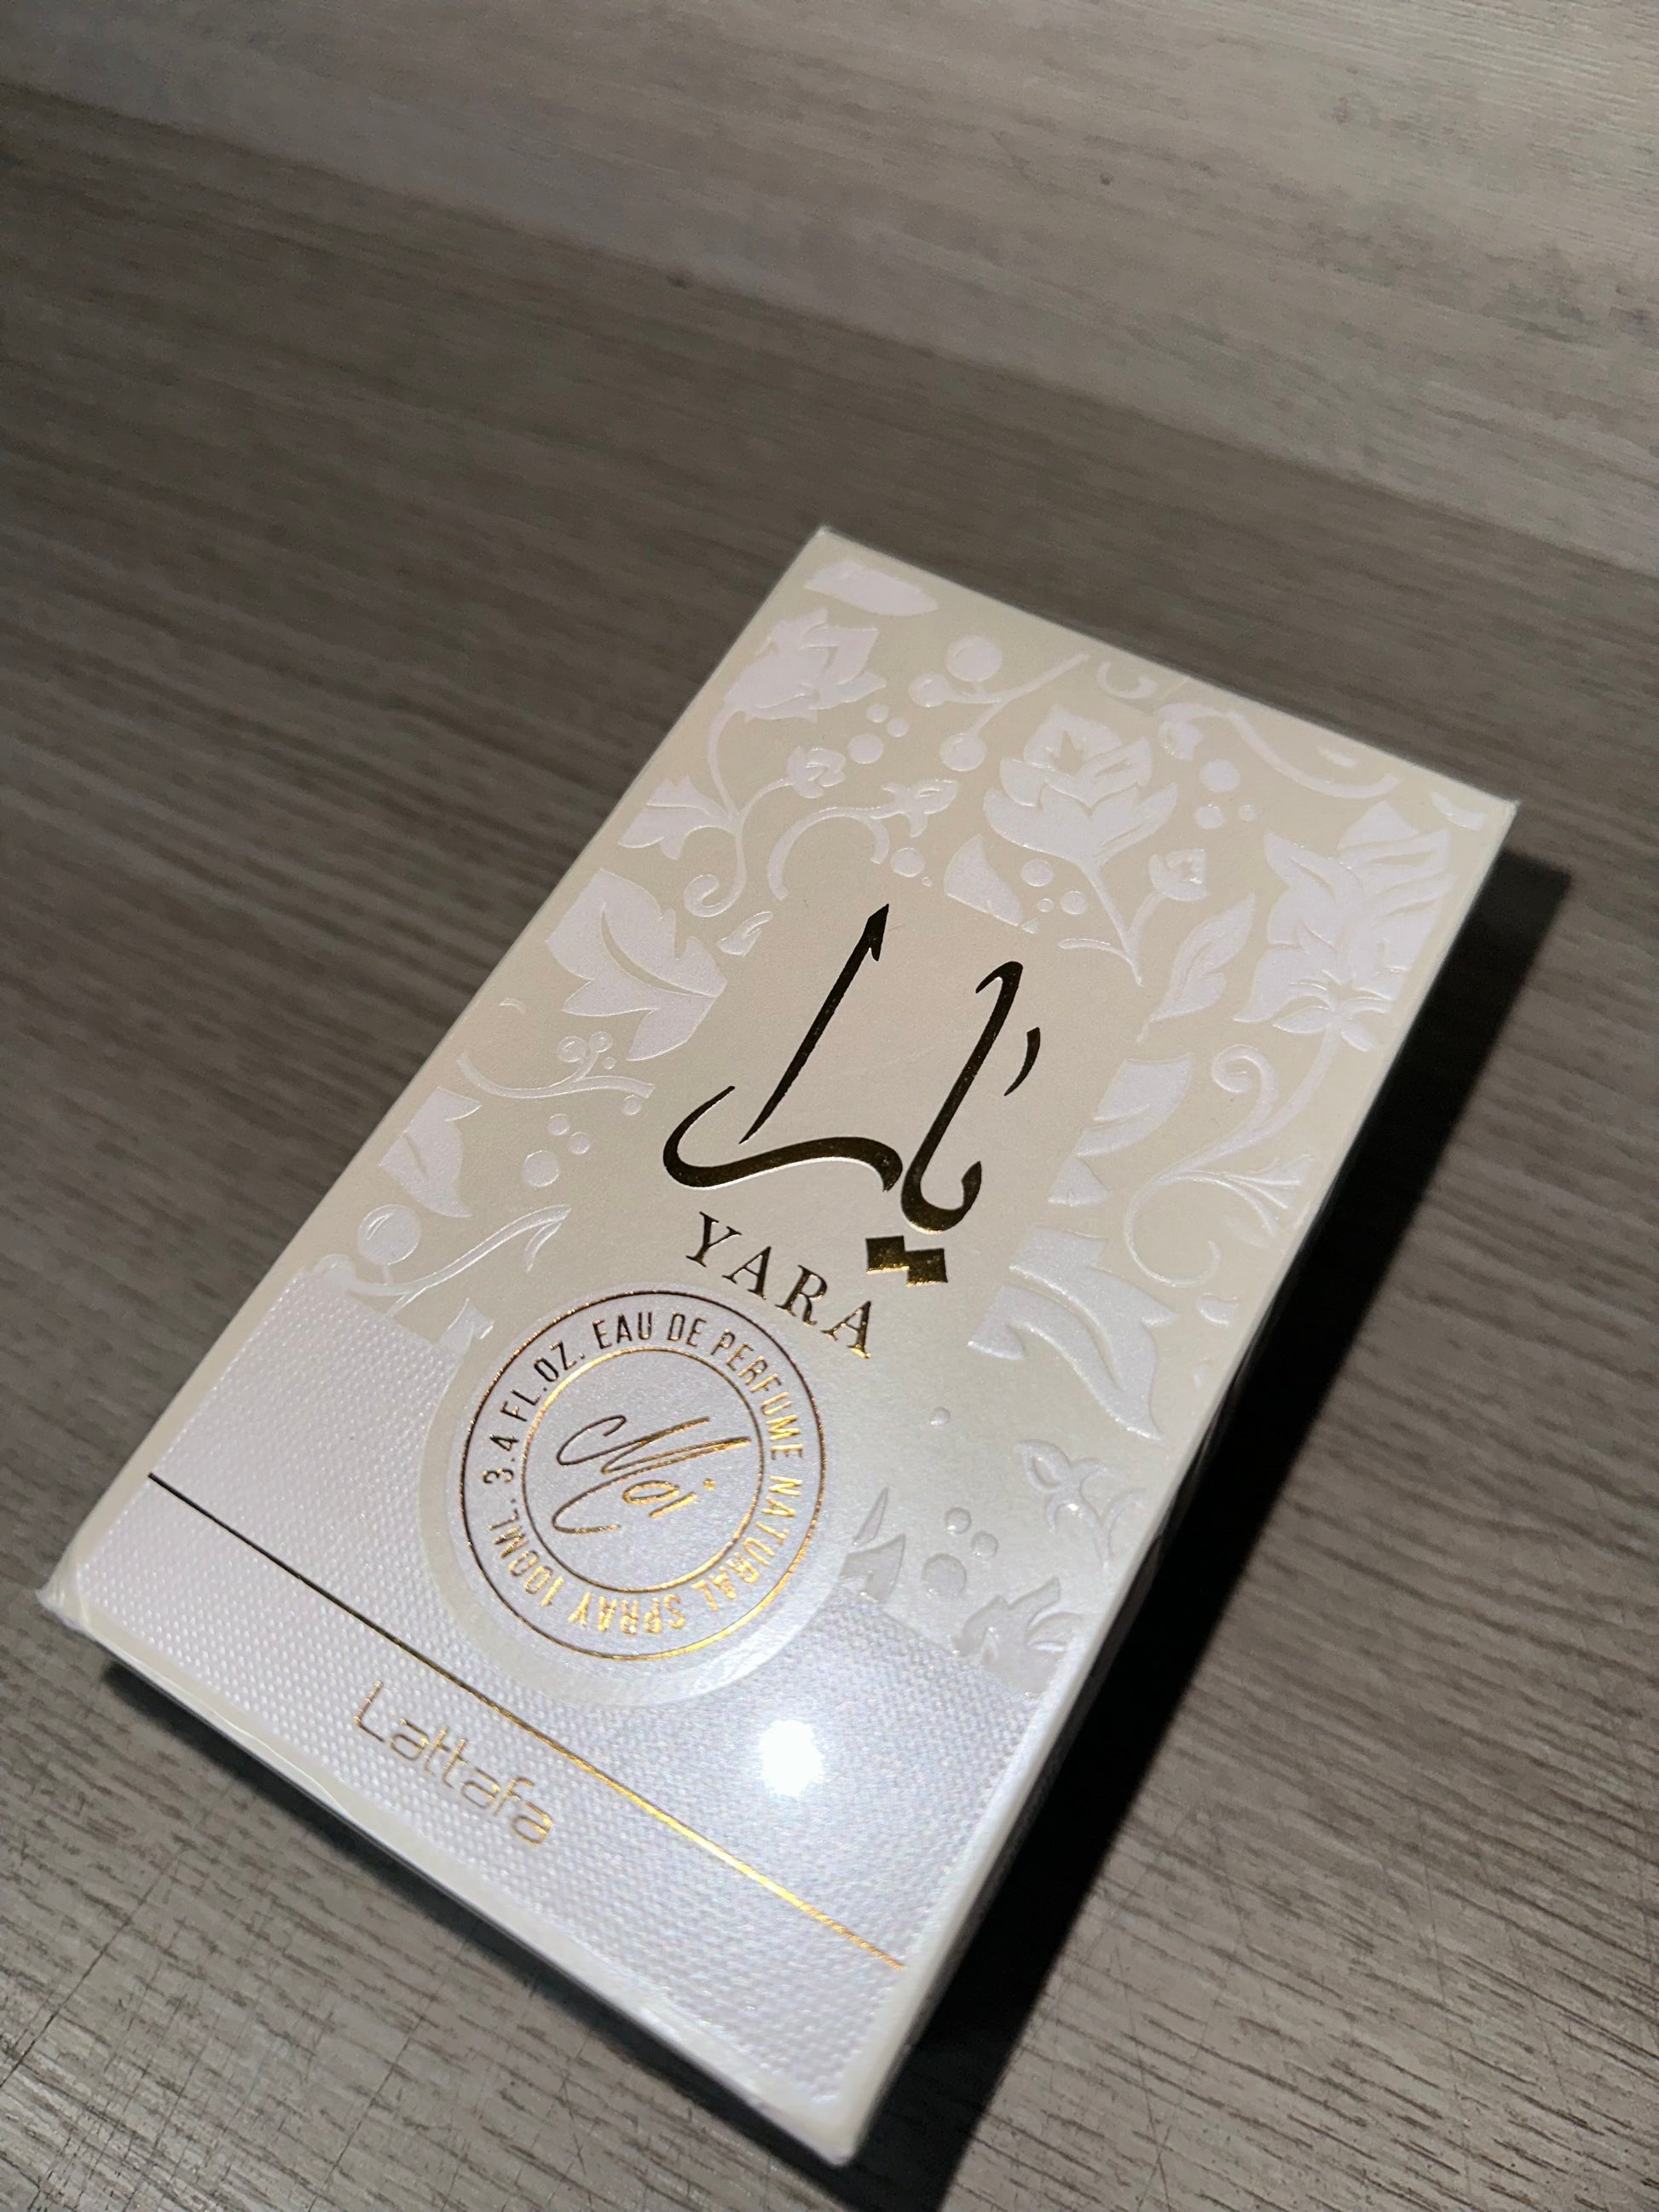 يارا
YARA
EAU DE PERFUME NATURAL SPRAY 100ML. 3.4 FL.OZ.
Moi
Lattafa